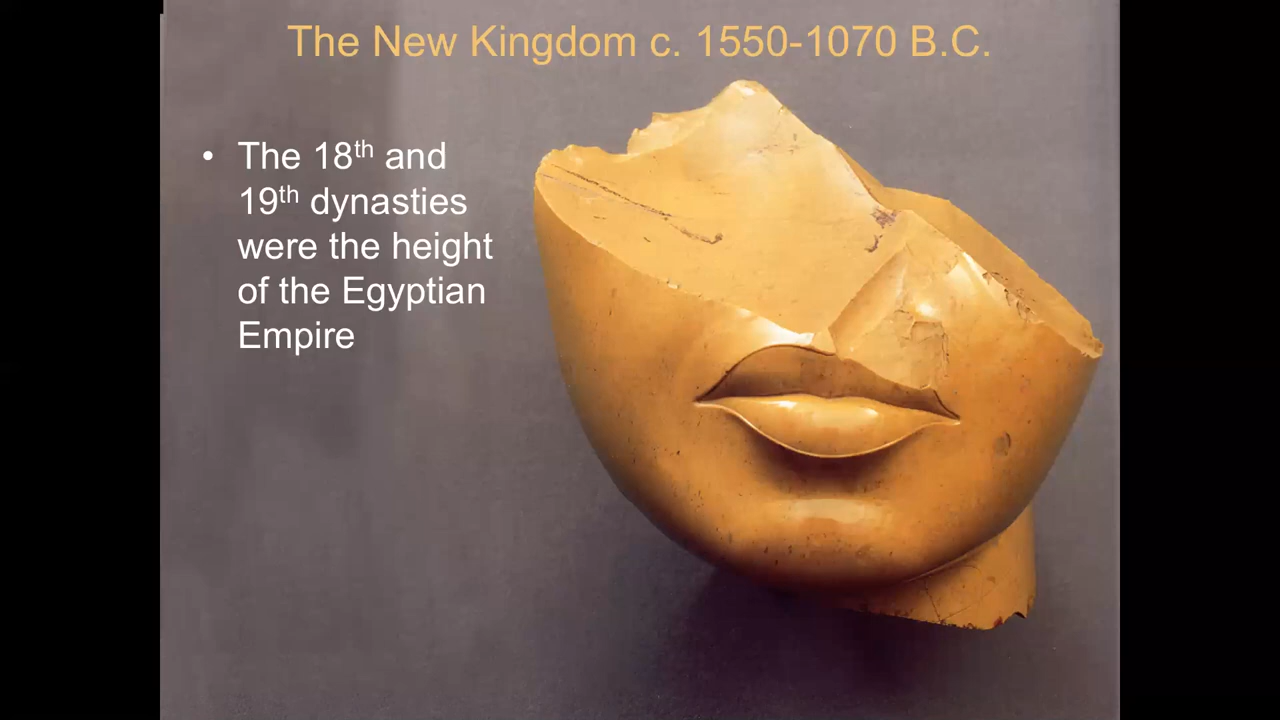 The New Kingdom c. 1550-1070 B.C.
• The 18th and
19th dynasties
were the height
of the Egyptian
Empire